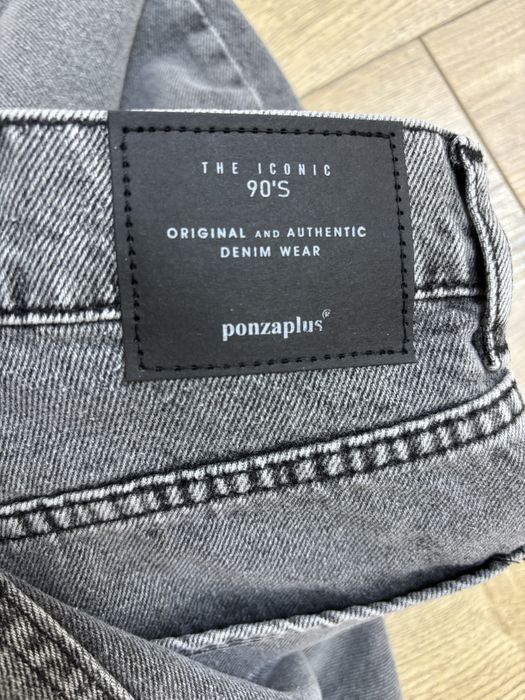 THE ICONIC
90'S
ORIGINAL AND AUTHENTIC
DENIM WEAR
ponzaplus®